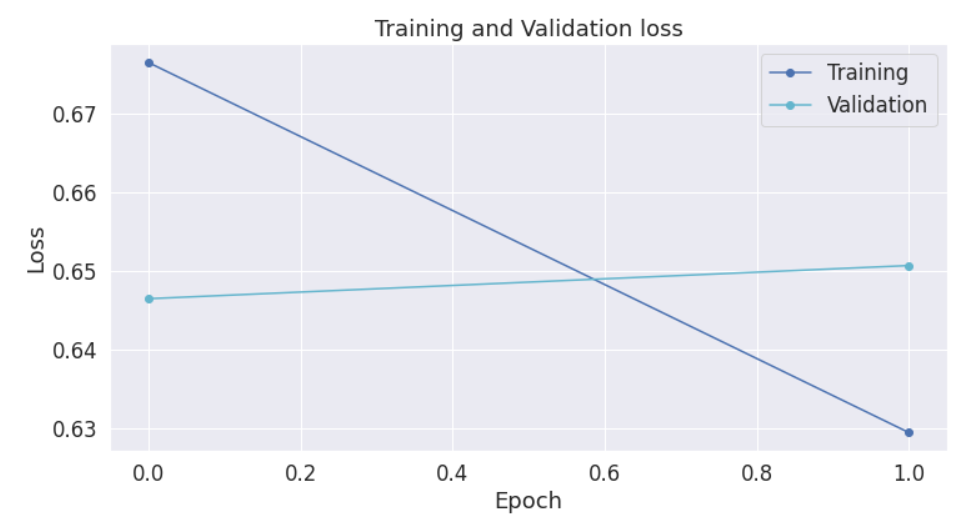 Training and Validation loss
Training
Validation
0.67
0.66
0.65
0.64
0.63
Loss
0.0 0.2 0.4 0.6 0.8 1.0
Epoch